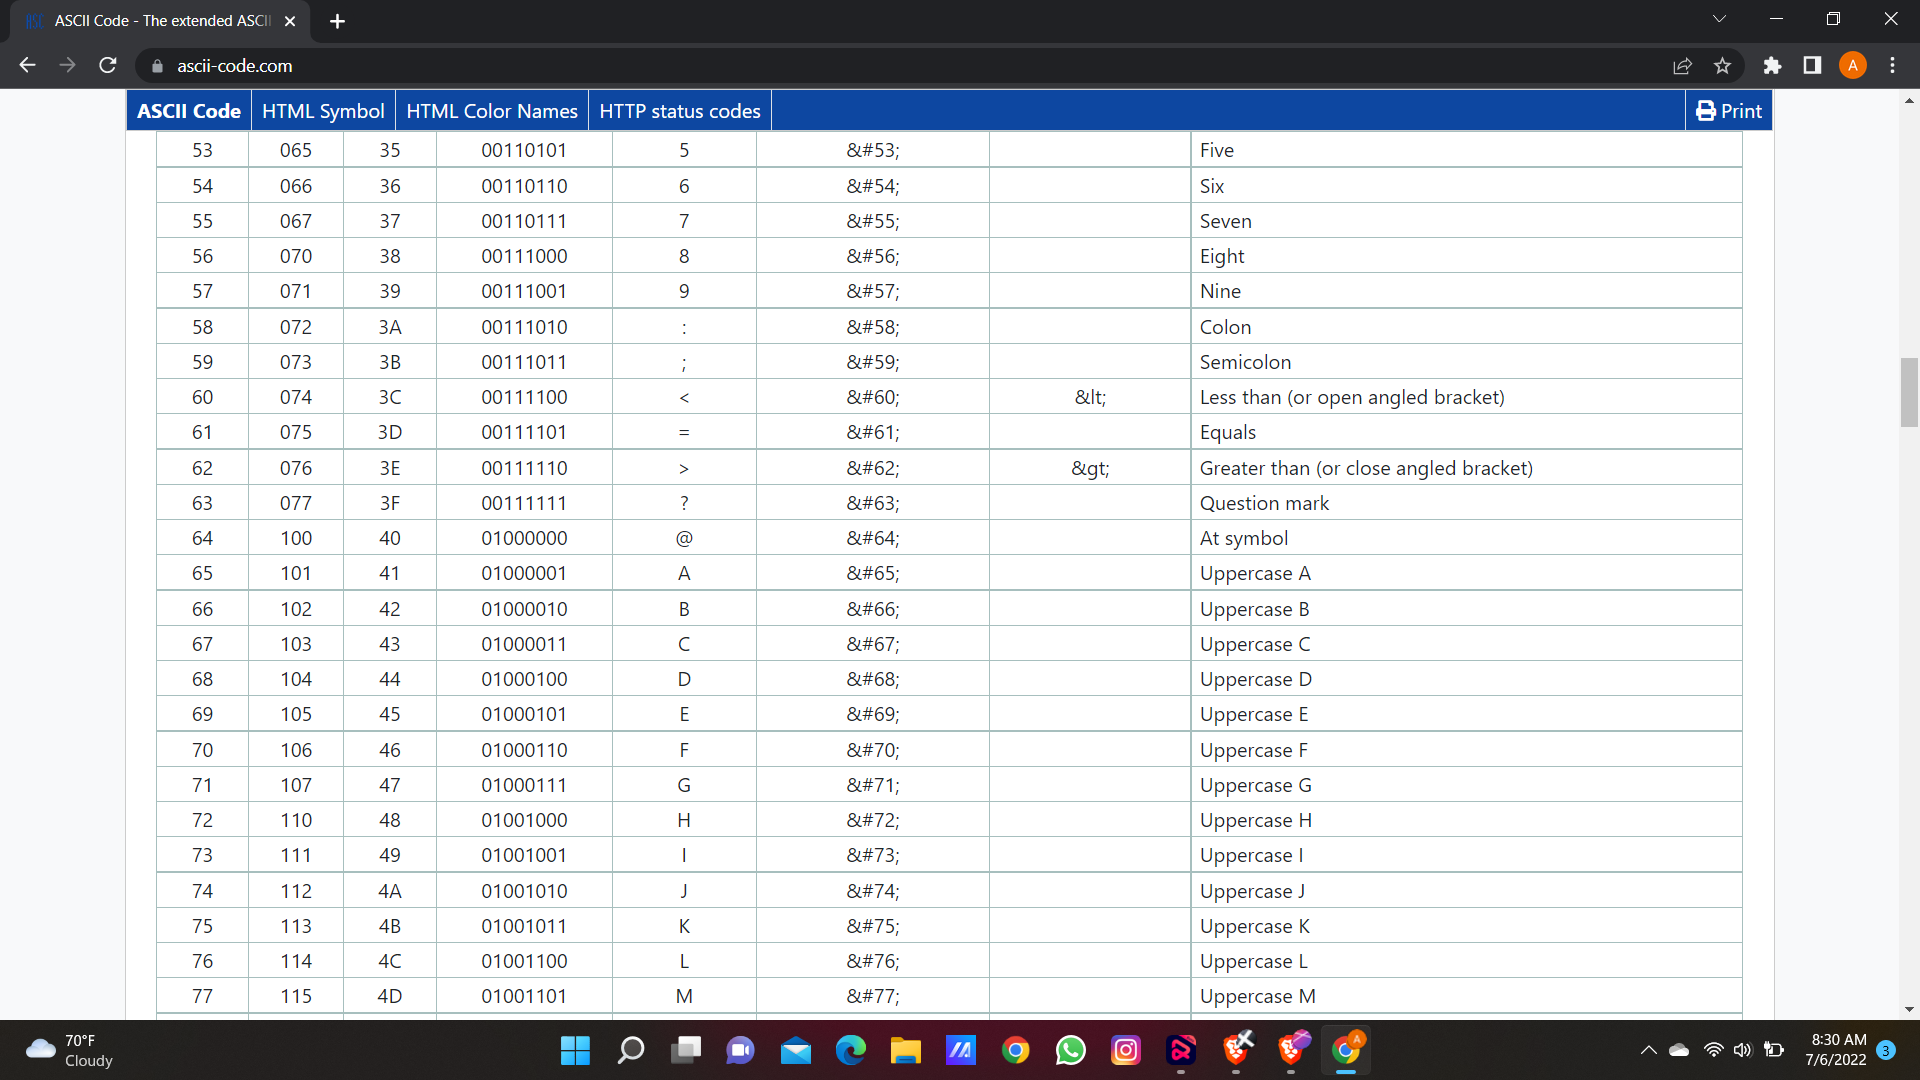 ASCII Code - The extended ASCII
ascii-code.com
A
ASCII Code HTML Symbol HTML Color Names HTTP status codes Print
53 065 35 00110101 5 &#53; Five
54 066 36 00110110 6 &#54; Six
55 067 37 00110111 7 &#55; Seven
56 070 38 00111000 8 &#56; Eight
57 071 39 00111001 9 &#57; Nine
58 072 3A 00111010 : &#58; Colon
59 073 3B 00111011 ; &#59; Semicolon
60 074 3C 00111100 < &#60; &lt; Less than (or open angled bracket)
61 075 3D 00111101 = &#61; Equals
62 076 3E 00111110 > &#62; &gt; Greater than (or close angled bracket)
63 077 3F 00111111 ? &#63; Question mark
64 100 40 01000000 @ &#64; At symbol
65 101 41 01000001 A &#65; Uppercase A
66 102 42 01000010 B &#66; Uppercase B
67 103 43 01000011 C &#67; Uppercase C
68 104 44 01000100 D &#68; Uppercase D
69 105 45 01000101 E &#69; Uppercase E
70 106 46 01000110 F &#70; Uppercase F
71 107 47 01000111 G &#71; Uppercase G
72 110 48 01001000 H &#72; Uppercase H
73 111 49 01001001 I &#73; Uppercase I
74 112 4A 01001010 J &#74; Uppercase J
75 113 4B 01001011 K &#75; Uppercase K
76 114 4C 01001100 L &#76; Uppercase L
77 115 4D 01001101 M &#77; Uppercase M
70°F
Cloudy
A
8:30 AM
7/6/2022
3